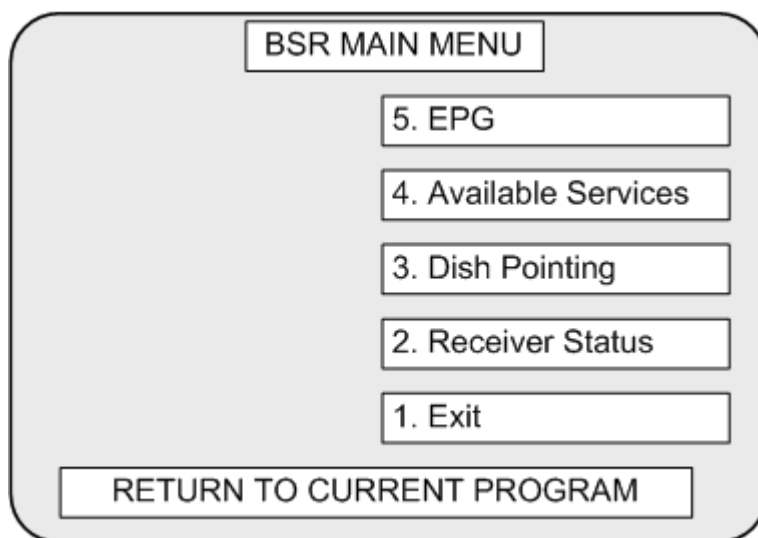 BSR MAIN MENU
5. EPG
4. Available Services
3. Dish Pointing
2. Receiver Status
1. Exit
RETURN TO CURRENT PROGRAM